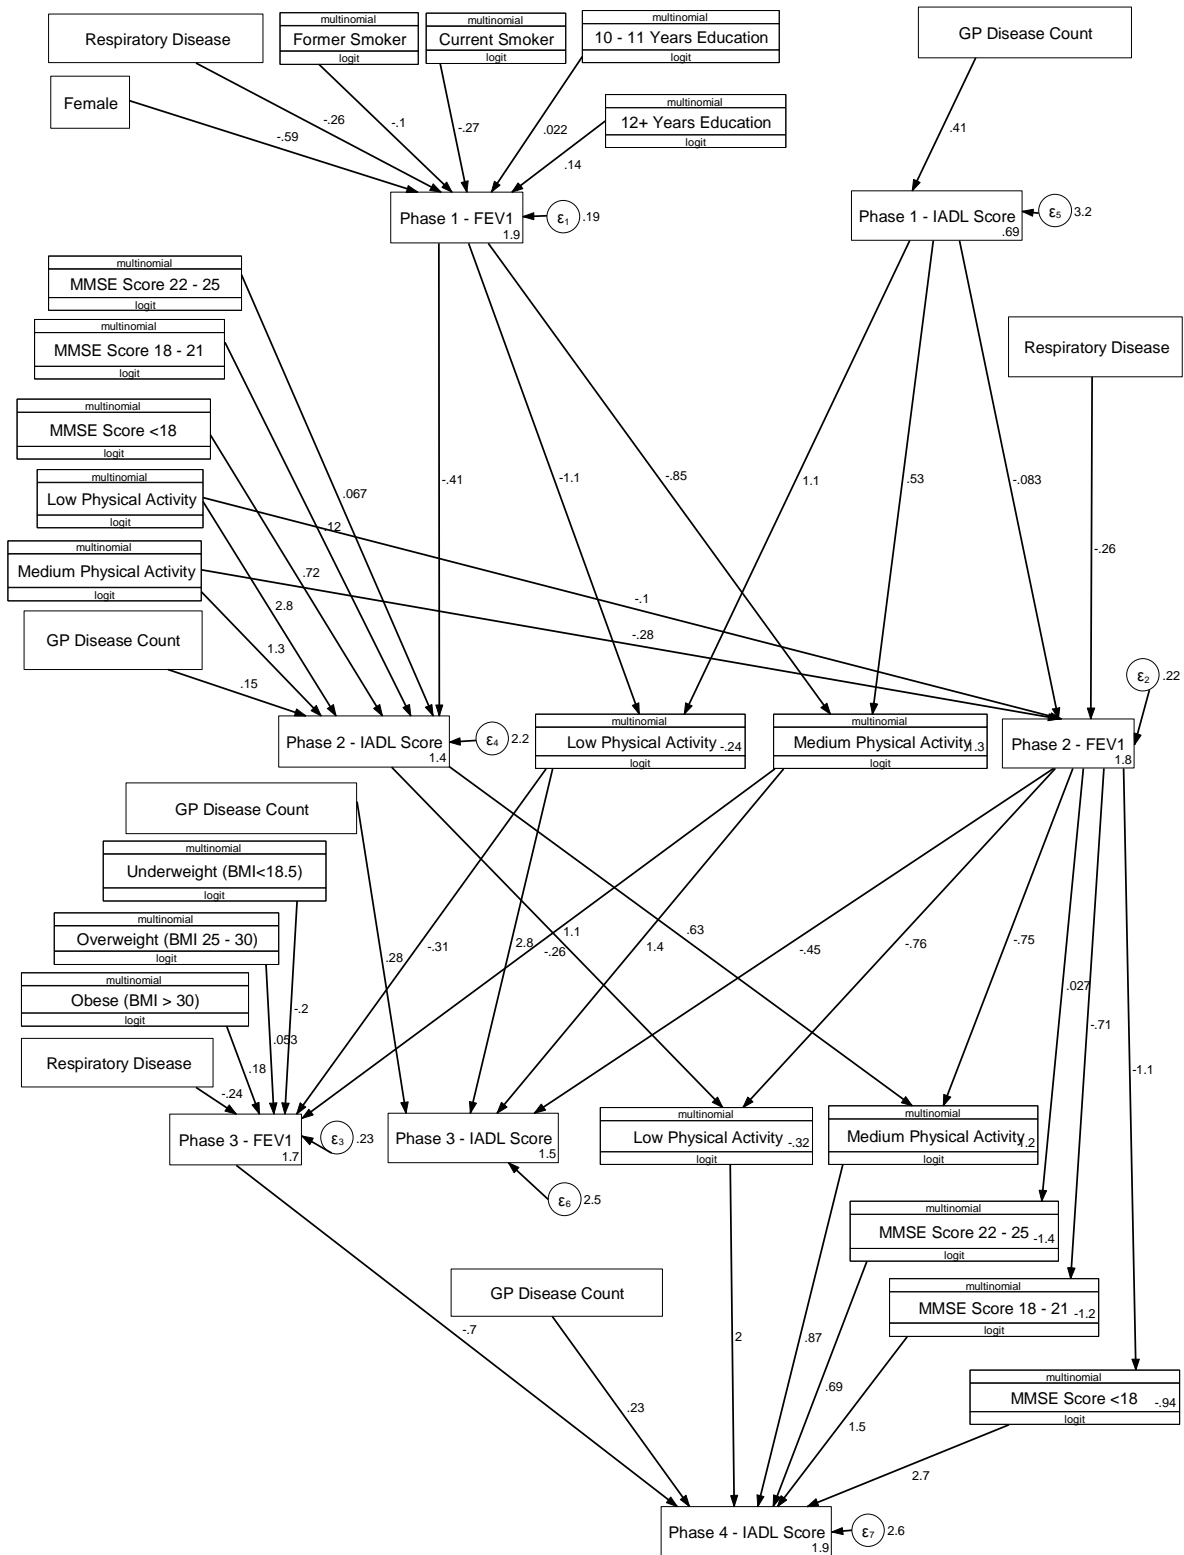 multinomial
Former Smoker
logit
multinomial
Current Smoker
logit
multinomial
10 - 11 Years Education
logit
Respiratory Disease
GP Disease Count
Female
multinomial
12+ Years Education
logit
-.59
-.26
-.1
-.27
.022
.14
.41
Phase 1 - FEV1
1.9
ε1
.19
Phase 1 - IADL Score
.69
ε5
3.2
multinomial
MMSE Score 22 - 25
logit
multinomial
MMSE Score 18 - 21
logit
Respiratory Disease
multinomial
MMSE Score <18
logit
multinomial
Low Physical Activity
logit
multinomial
Medium Physical Activity
logit
GP Disease Count
.067
.12
.72
2.8
1.3
.15
-.41
-1.1
-.85
1.1
.53
-.083
-.26
-.1
-.28
ε2
.22
Phase 2 - IADL Score
1.4
ε4
2.2
multinomial
Low Physical Activity
-.24
logit
multinomial
Medium Physical Activity
1.3
logit
Phase 2 - FEV1
1.8
GP Disease Count
multinomial
Underweight (BMI<18.5)
logit
multinomial
Overweight (BMI 25 - 30)
logit
multinomial
Obese (BMI > 30)
logit
Respiratory Disease
-.24
.18
.053
-.2
.28
-.31
2.8
-.26
1.1
1.4
.63
-.45
-.76
-.75
.027
-.71
-1.1
Phase 3 - FEV1
1.7
ε3
.23
Phase 3 - IADL Score
1.5
ε6
2.5
multinomial
Low Physical Activity
-.32
logit
multinomial
Medium Physical Activity
1.2
logit
multinomial
MMSE Score 22 - 25
-1.4
logit
multinomial
MMSE Score 18 - 21
-1.2
logit
multinomial
MMSE Score <18
-.94
logit
GP Disease Count
-.7
.23
2
.87
.69
1.5
2.7
Phase 4 - IADL Score
1.9
ε7
2.6